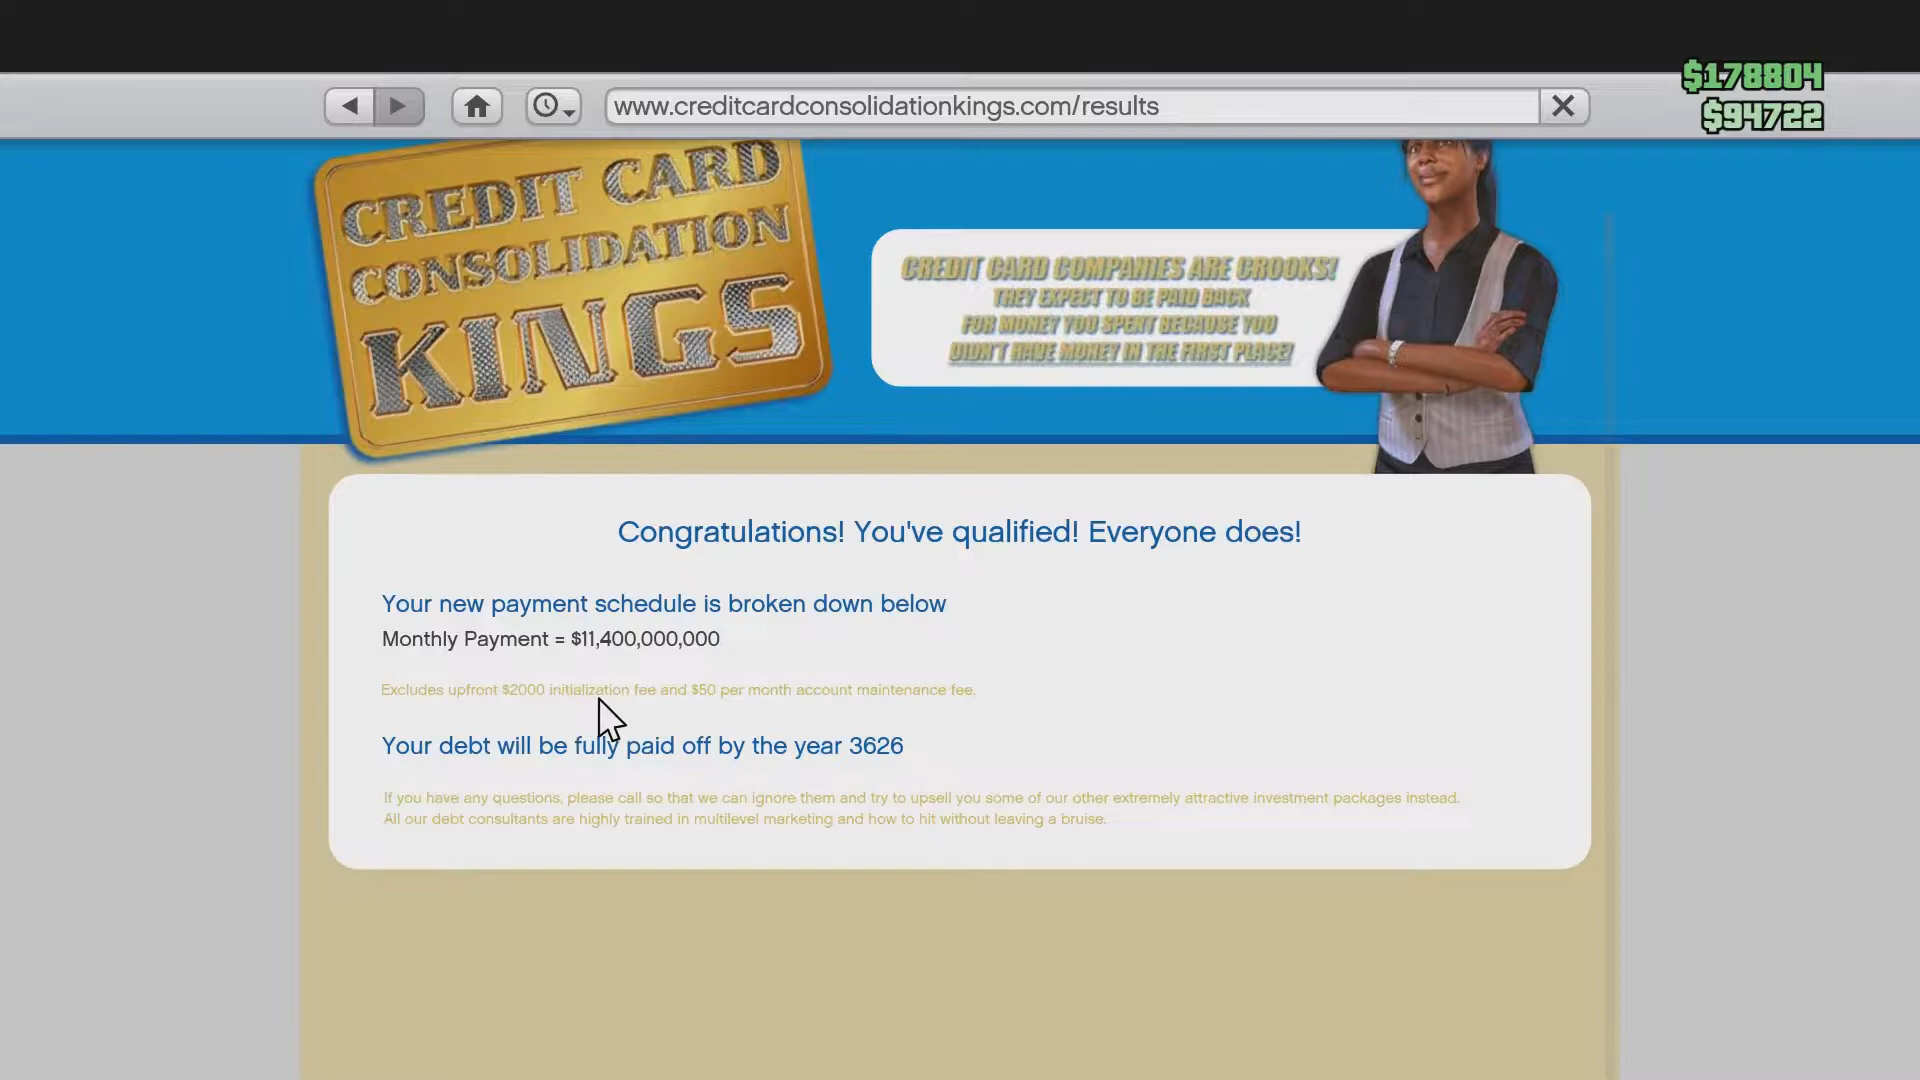 $178804
www.creditcardconsolidationkings.com/results
$94722
CREDIT CARD
CONSOLIDATION
KINGS
CREDIT CARD COMPANIES ARE CROOKS!
THEY EXPECT TO BE PAID BACK
FOR MONEY YOU SPENT BECAUSE YOU
DIDN'T HAVE MONEY IN THE FIRST PLACE!
Congratulations! You've qualified! Everyone does!
Your new payment schedule is broken down below
Monthly Payment = $11,400,000,000
Excludes upfront $2000 initialization fee and $50 per month account maintenance fee.
Your debt will be fully paid off by the year 3626
If you have any questions, please call so that we can ignore them and try to upsell you some of our other extremely attractive investment packages instead.
All our debt consultants are highly trained in multilevel marketing and how to hit without leaving a bruise.